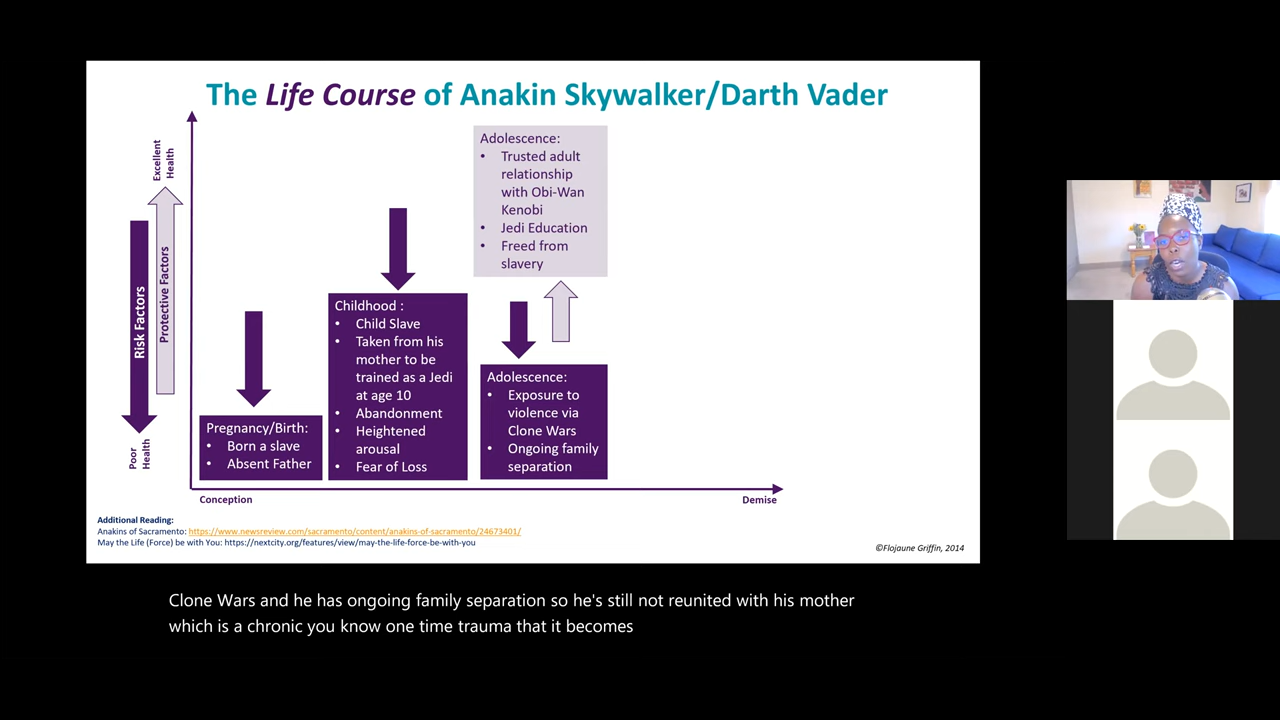 The Life Course of Anakin Skywalker/Darth Vader
Excellent
Health
Risk Factors
Protective Factors
Poor
Health
Pregnancy/Birth:
• Born a slave
• Absent Father
Childhood :
• Child Slave
• Taken from his
mother to be
trained as a Jedi
at age 10
• Abandonment
• Heightened
arousal
• Fear of Loss
Adolescence:
• Trusted adult
relationship
with Obi-Wan
Kenobi
• Jedi Education
• Freed from
slavery
Adolescence:
• Exposure to
violence via
Clone Wars
• Ongoing family
separation
Conception
Demise
Additional Reading:
Anakins of Sacramento: https://www.newsreview.com/sacramento/content/anakins-of-sacramento/24673401/
May the Life (Force) be with You: https://nextcity.org/features/view/may-the-life-force-be-with-you
©Flojaune Griffin, 2014
Clone Wars and he has ongoing family separation so he's still not reunited with his mother
which is a chronic you know one time trauma that it becomes